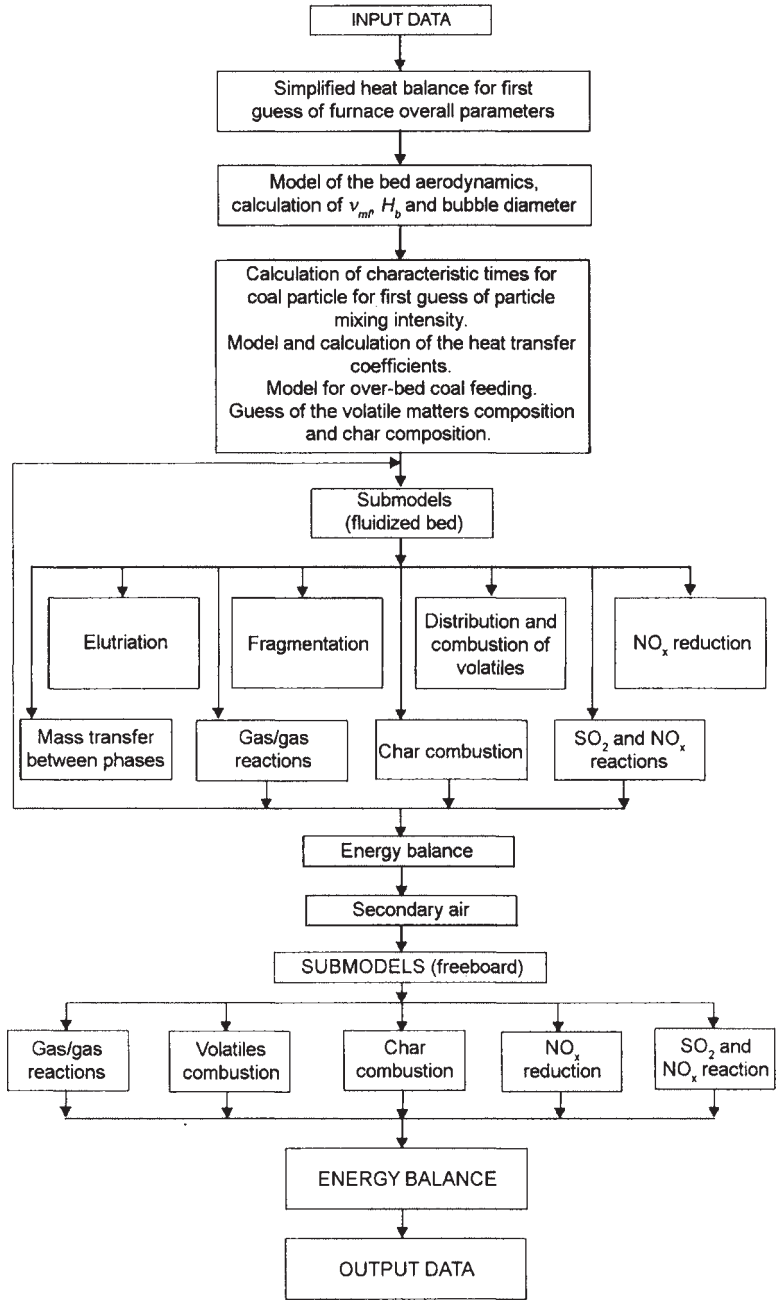 INPUT DATA
Simplified heat balance for first
guess of furnace overall parameters
Model of the bed aerodynamics,
calculation of v_mf, H_b and bubble diameter
Calculation of characteristic times for
coal particle for first guess of particle
mixing intensity.
Model and calculation of the heat transfer
coefficients.
Model for over-bed coal feeding.
Guess of the volatile matters composition
and char composition.
Submodels
(fluidized bed)
Elutriation
Fragmentation
Distribution and
combustion of
volatiles
NOx reduction
Mass transfer
between phases
Gas/gas
reactions
Char combustion
SO2 and NOx
reactions
Energy balance
Secondary air
SUBMODELS (freeboard)
Gas/gas
reactions
Volatiles
combustion
Char
combustion
NOx
reduction
SO2 and
NOx reaction
ENERGY BALANCE
OUTPUT DATA